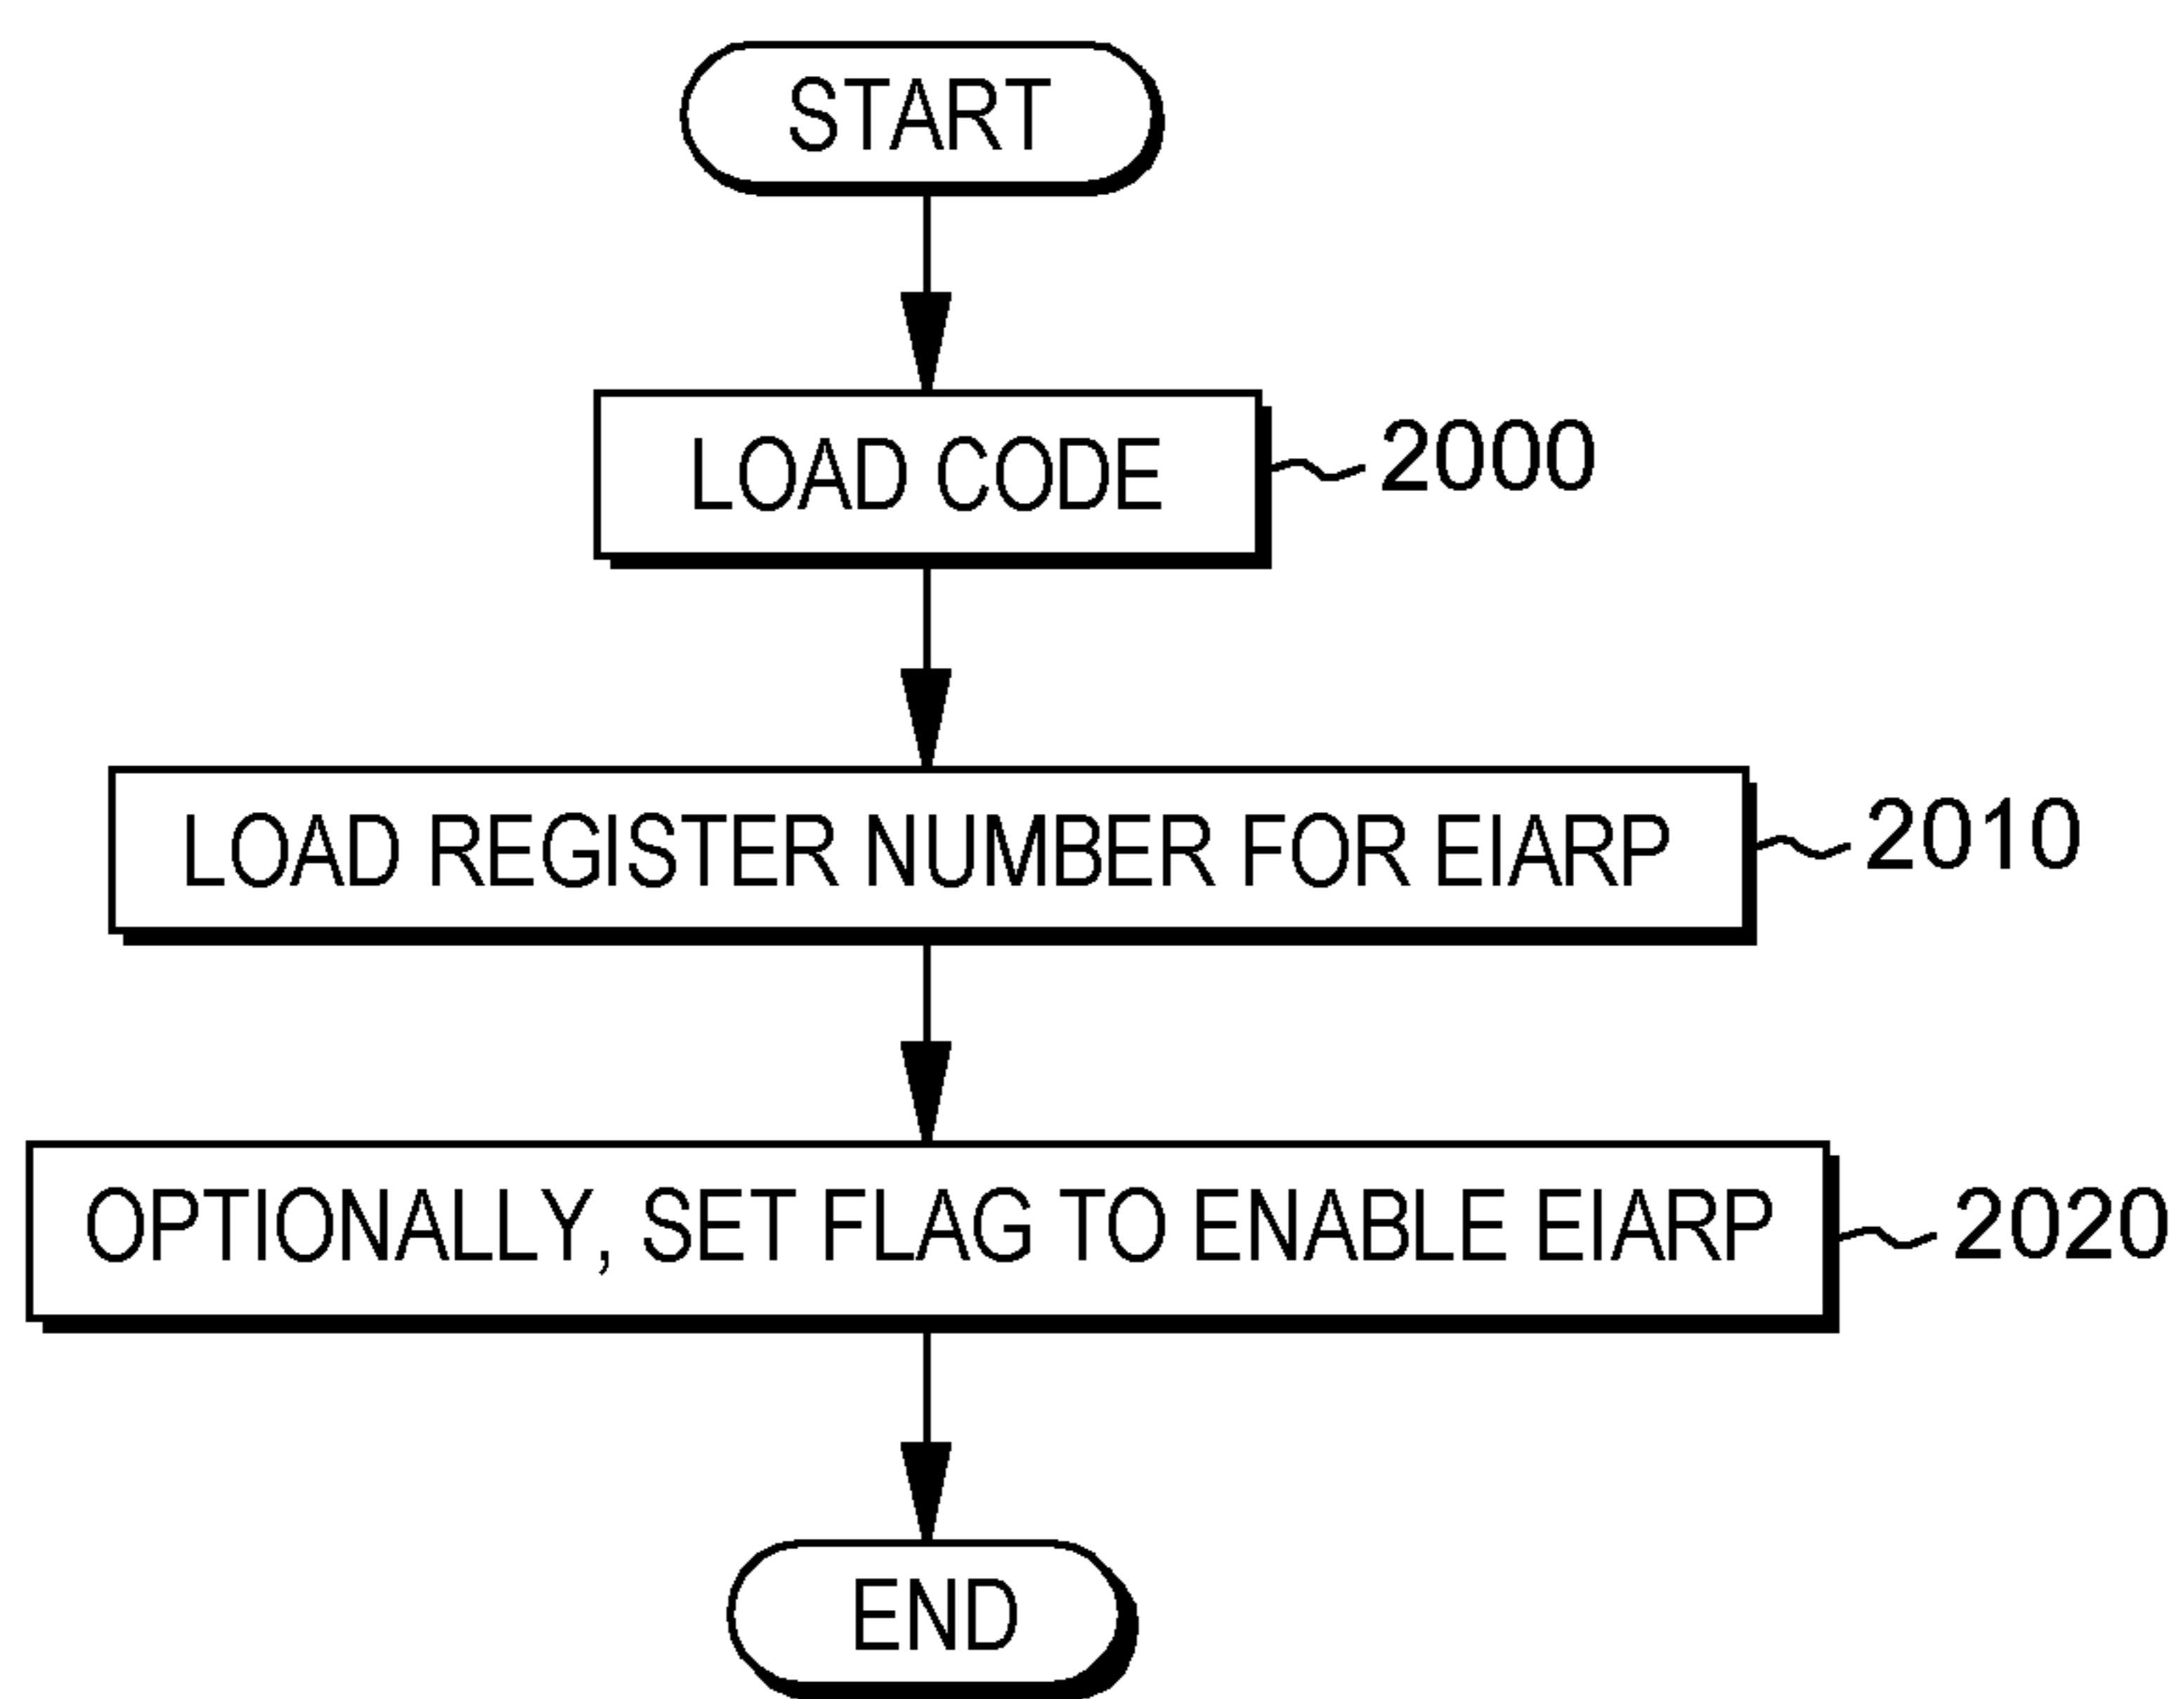 START
LOAD CODE
2000
LOAD REGISTER NUMBER FOR EIARP
2010
OPTIONALLY, SET FLAG TO ENABLE EIARP
2020
END